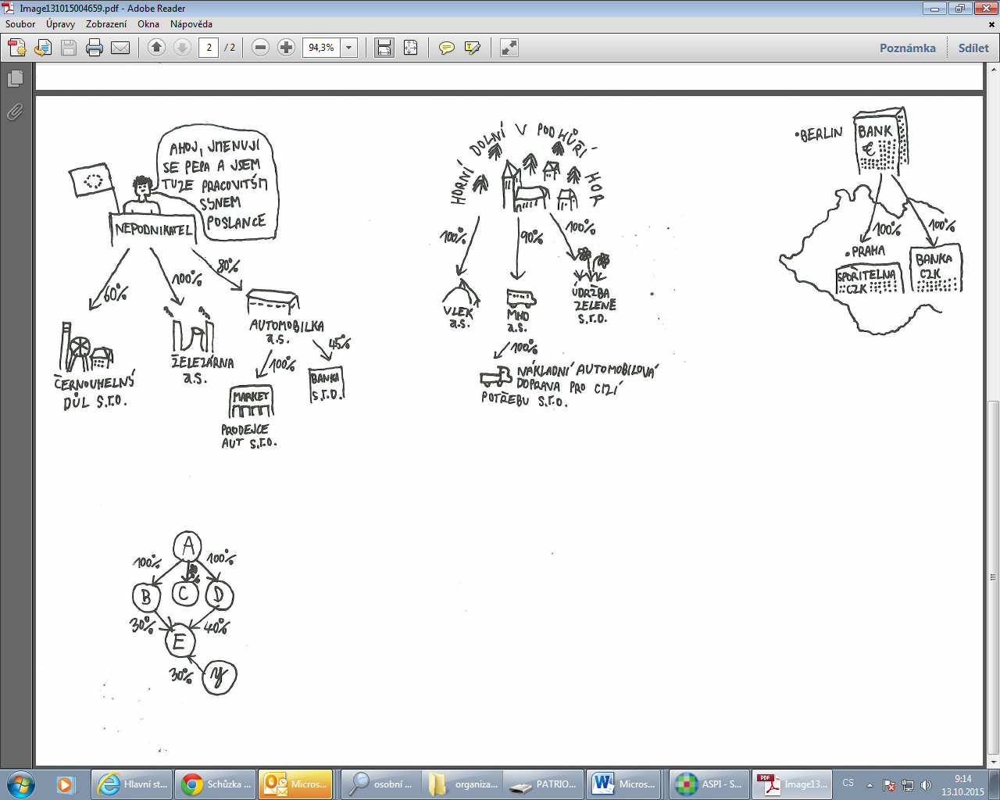 Image131015004659.pdf - Adobe Reader
Soubor Úpravy Zobrazení Okna Nápověda
2 / 2 94,3% Poznámka Sdílet
AHOJ, JMENUJI
SE PEPA A JSEM
TUZE PRACOVITÝM
SYNEM
POSLANCE
NEPODNIKATEL
60%
100%
80%
ČERNOUHELNÝ
DŮL S.R.O.
ŽELEZÁRNA
a.s.
AUTOMOBILKA
a.s.
100%
45%
MARKET
PRODEJCE
AUT S.R.O.
BANKA
S.R.O.
HORNÍ DOLNÍ V PODHŮŘÍ HOR
100%
90%
100%
VLEK
a.s.
MHD
a.s.
ÚDRŽBA
ZELENĚ
S.R.O.
100%
NÁKLADNÍ AUTOMOBILOVÁ
DOPRAVA PRO CIZÍ
POTŘEBU S.R.O.
BERLIN
BANK
€
100%
100%
PRAHA
SPOŘITELNA
CZK
BANKA
CZK
A
100%
100%
B
C
D
30%
40%
E
30%
Y
Hlavní st... Schůzka ... Micros... osobní ... organiza... PATRIO... Micros... ASPI - S... Image13...
CS
9:14
13.10.2015